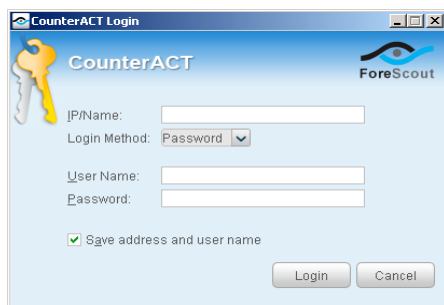 CounterACT Login
CounterACT
ForeScout
IP/Name:
Login Method: Password
User Name:
Password:
Save address and user name
Login Cancel